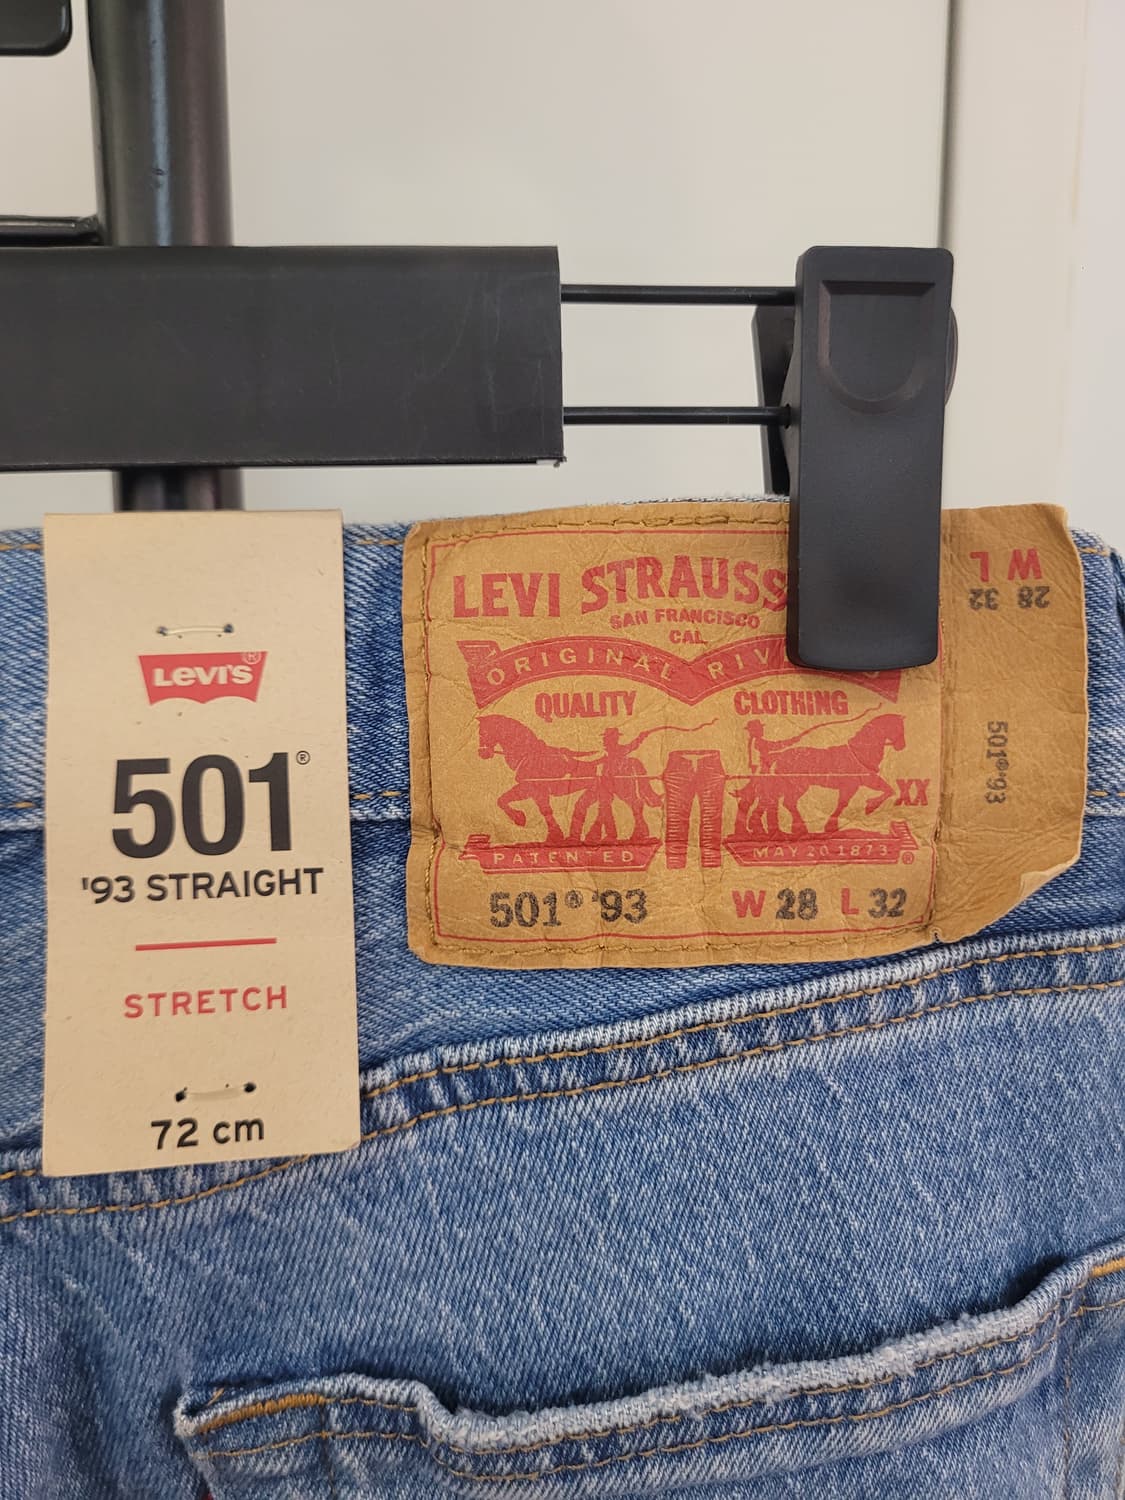 LEVI'S®
501®
'93 STRAIGHT
STRETCH
72 cm
LEVI STRAUSS
SAN FRANCISCO
CAL.
ORIGINAL
QUALITY CLOTHING
XX
PATENTED MAY 20 1873 ®
501® '93 W 28 L 32
W L
28 32
501® '93